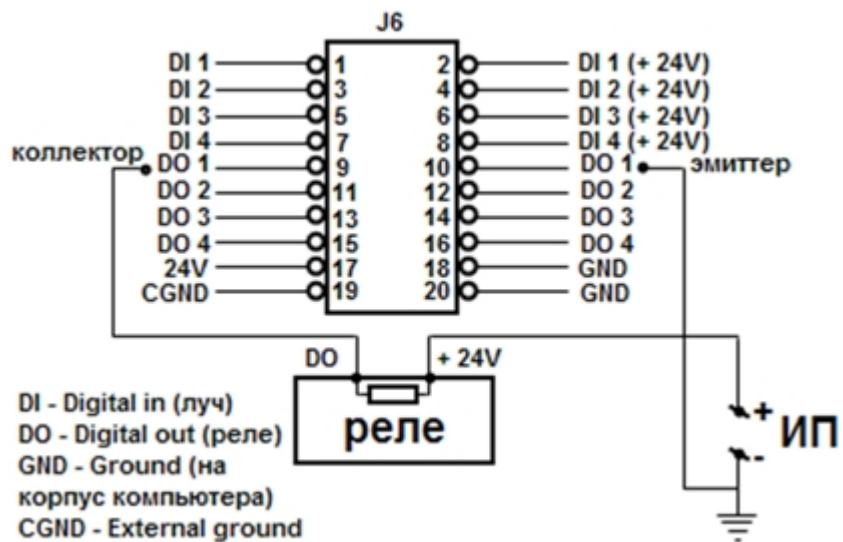 J6
DI 1 1 2 DI 1 (+ 24V)
DI 2 3 4 DI 2 (+ 24V)
DI 3 5 6 DI 3 (+ 24V)
DI 4 7 8 DI 4 (+ 24V)
коллектор DO 1 9 10 DO 1 эмиттер
DO 2 11 12 DO 2
DO 3 13 14 DO 3
DO 4 15 16 DO 4
24V 17 18 GND
CGND 19 20 GND
DO + 24V
реле
+
ИП
-
DI - Digital in (луч)
DO - Digital out (реле)
GND - Ground (на
корпус компьютера)
CGND - External ground